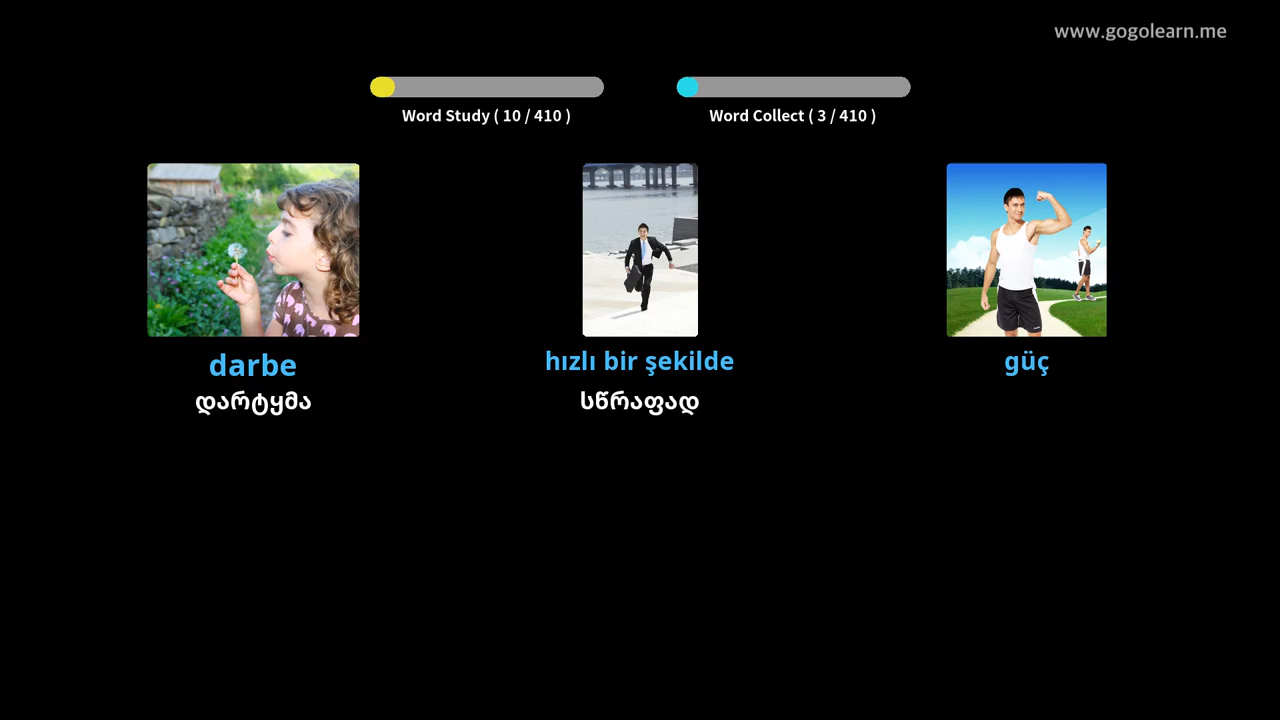 www.gogolearn.me
Word Study ( 10 / 410 )
Word Collect ( 3 / 410 )
darbe
დარტყმა
hızlı bir şekilde
სწრაფად
güç